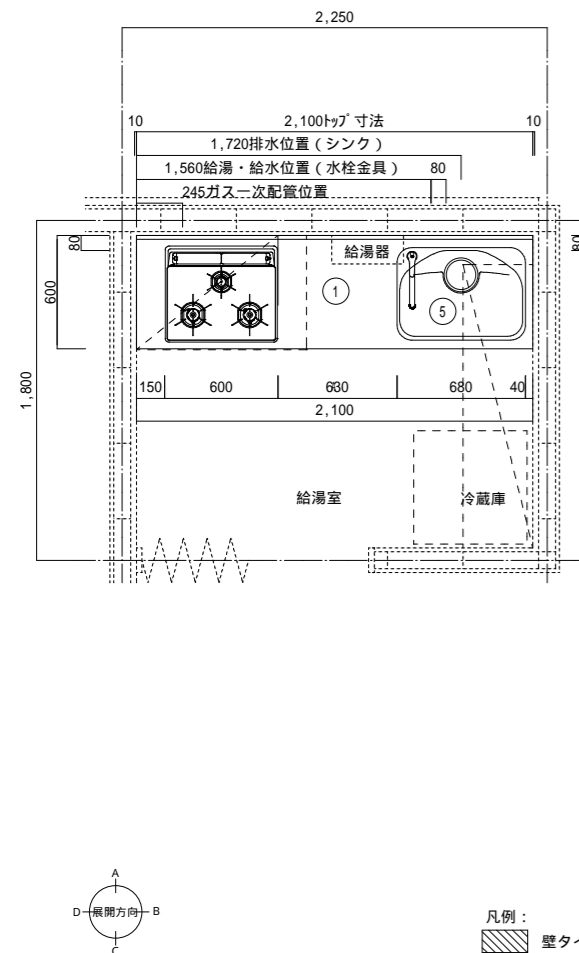 2,250
10 2,100トップ寸法 10
1,720排水位置(シンク)
1,560給湯・給水位置(水栓金具) 80
245ガス一次配管位置
80
80
給湯器
1
5
600
1,800
150 600 630 680 40
2,100
給湯室
冷蔵庫
A
D 展開方向 B
C
凡例:
壁タイ